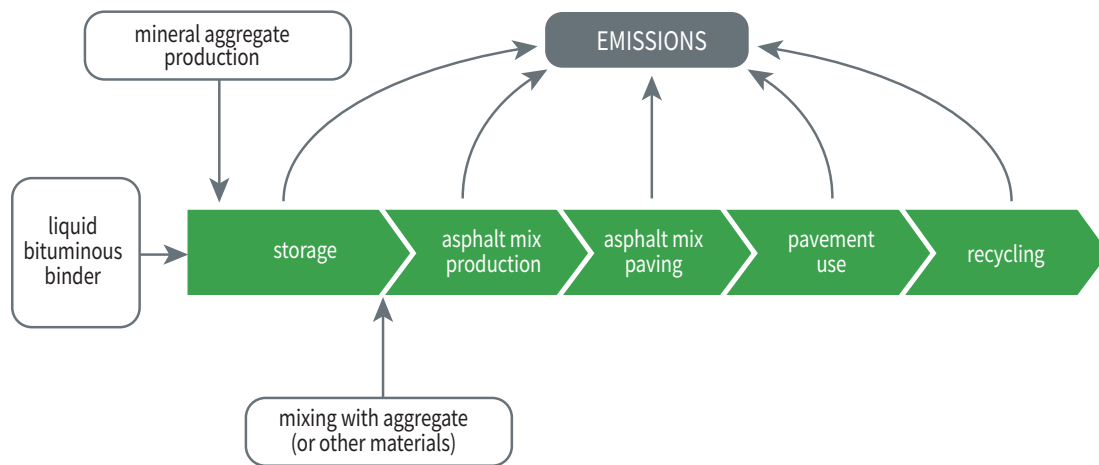 mineral aggregate
production
EMISSIONS
liquid
bituminous
binder
storage
asphalt mix
production
asphalt mix
paving
pavement
use
recycling
mixing with aggregate
(or other materials)